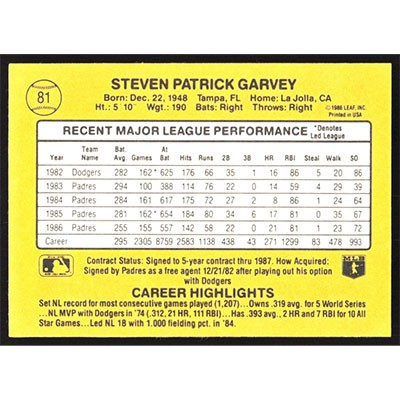 81
STEVEN PATRICK GARVEY
Born: Dec. 22, 1948 Tampa, FL Home: La Jolla, CA
Ht.: 5 10 Wgt.: 190 Bats: Right Throws: Right
© 1986 LEAF, INC.
Printed in USA
RECENT MAJOR LEAGUE PERFORMANCE *Denotes Led League
Year Team Name Bat Avg Games At Bat Hits Runs 2B 3B HR RBI Steal Walk SO
1982 Dodgers 282 162* 625 176 66 35 1 16 86 5 20 86
1983 Padres 294 100 388 114 76 22 0 14 59 4 29 39
1984 Padres 284 161 617 175 72 27 2 8 86 1 24 64
1985 Padres 281 162* 654 184 80 34 6 17 81 0 35 67
1986 Padres 255 155 557 142 58 22 0 21 81 1 23 72
Career 295 2305 8759 2583 1138 438 43 271 1299 83 478 993
Contract Status: Signed to 5-year contract thru 1987. How Acquired:
Signed by Padres as a free agent 12/21/82 after playing out his option
with Dodgers
CAREER HIGHLIGHTS
Set NL record for most consecutive games played (1,207)...Owns .319 avg. for 5 World Series
...NL MVP with Dodgers in '74 (.312, 21 HR, 111 RBI)...Has .393 avg., 2 HR and 7 RBI for 10 All
Star Games...Led NL 1B with 1.000 fielding pct. in '84.